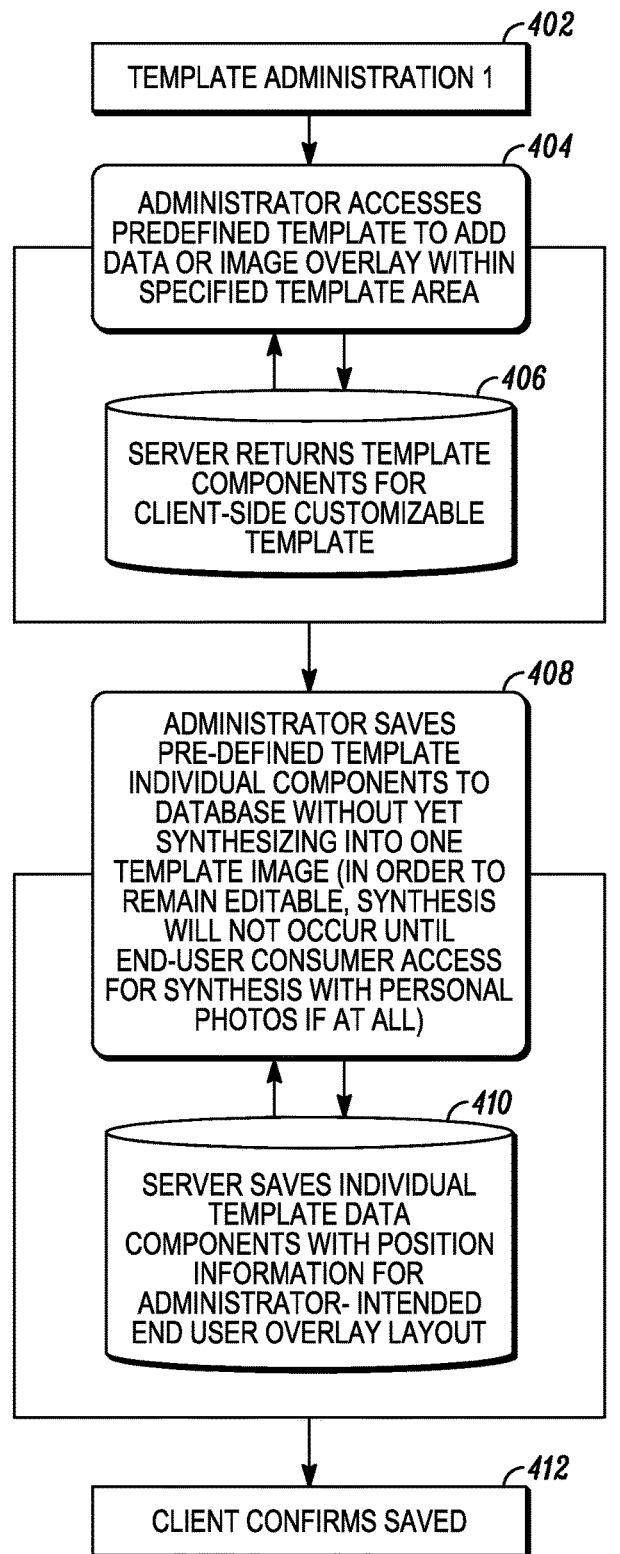 402
TEMPLATE ADMINISTRATION 1
404
ADMINISTRATOR ACCESSES
PREDEFINED TEMPLATE TO ADD
DATA OR IMAGE OVERLAY WITHIN
SPECIFIED TEMPLATE AREA
406
SERVER RETURNS TEMPLATE
COMPONENTS FOR
CLIENT-SIDE CUSTOMIZABLE
TEMPLATE
408
ADMINISTRATOR SAVES
PRE-DEFINED TEMPLATE
INDIVIDUAL COMPONENTS TO
DATABASE WITHOUT YET
SYNTHESIZING INTO ONE
TEMPLATE IMAGE (IN ORDER TO
REMAIN EDITABLE, SYNTHESIS
WILL NOT OCCUR UNTIL
END-USER CONSUMER ACCESS
FOR SYNTHESIS WITH PERSONAL
PHOTOS IF AT ALL)
410
SERVER SAVES INDIVIDUAL
TEMPLATE DATA
COMPONENTS WITH POSITION
INFORMATION FOR
ADMINISTRATOR- INTENDED
END USER OVERLAY LAYOUT
412
CLIENT CONFIRMS SAVED